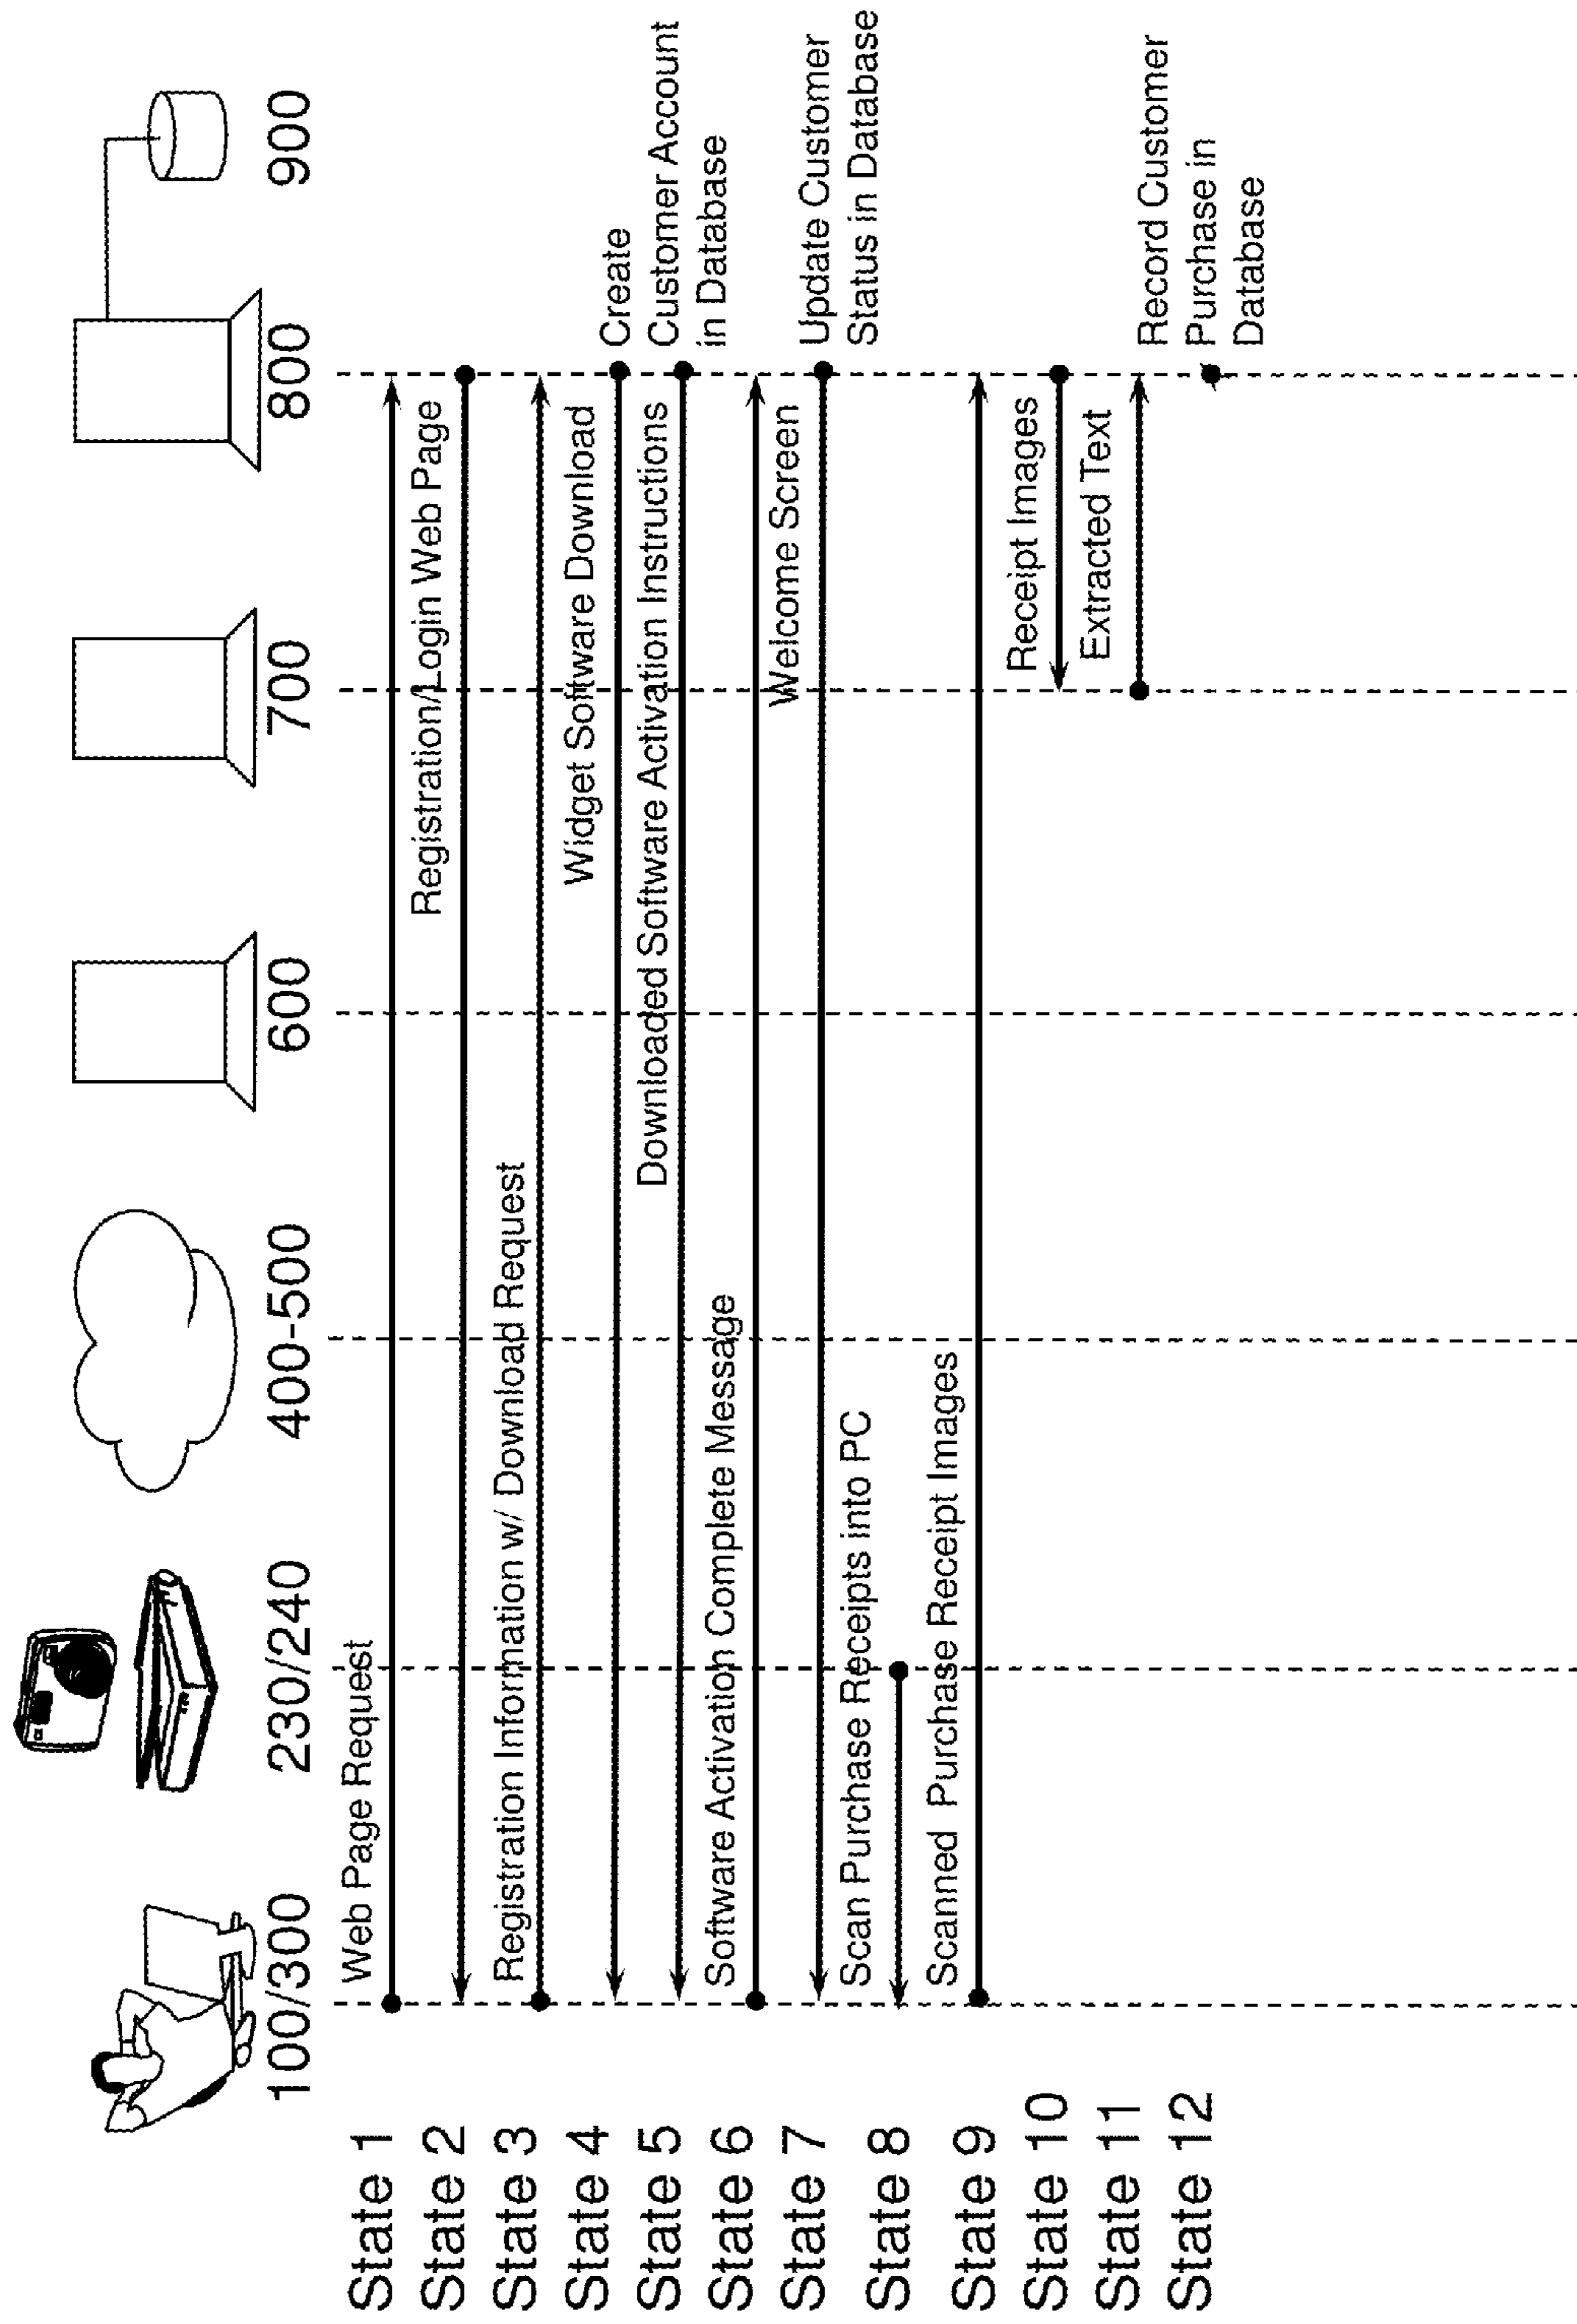 100/300
230/240
400-500
600
700
800
900
State 1
Web Page Request
State 2
Registration/Login Web Page
State 3
Registration Information w/ Download Request
State 4
Widget Software Download
Create
Customer Account
in Database
State 5
Downloaded Software Activation Instructions
State 6
Software Activation Complete Message
State 7
Welcome Screen
Update Customer
Status in Database
State 8
Scan Purchase Receipts into PC
State 9
Scanned Purchase Receipt Images
State 10
Receipt Images
State 11
Extracted Text
State 12
Record Customer
Purchase in
Database